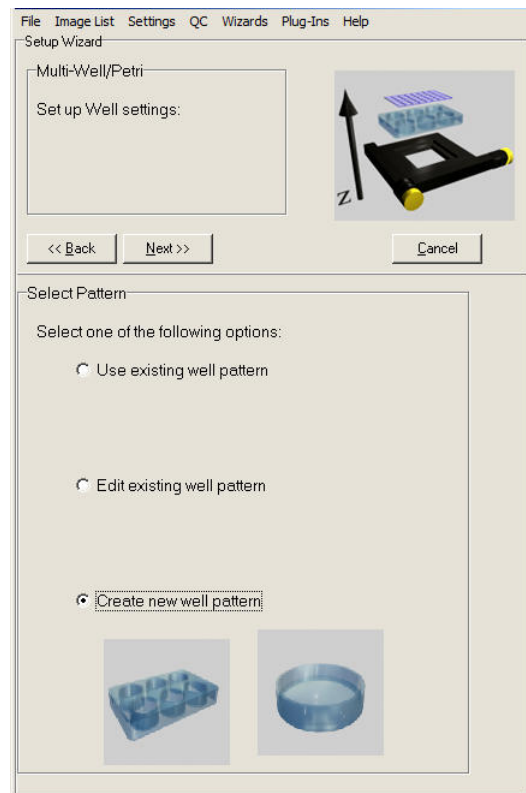 File Image List Settings QC Wizards Plug-Ins Help
Setup Wizard
Multi-Well/Petri
Set up Well settings:
Z
<< Back Next >> Cancel
Select Pattern
Select one of the following options:
Use existing well pattern
Edit existing well pattern
Create new well pattern